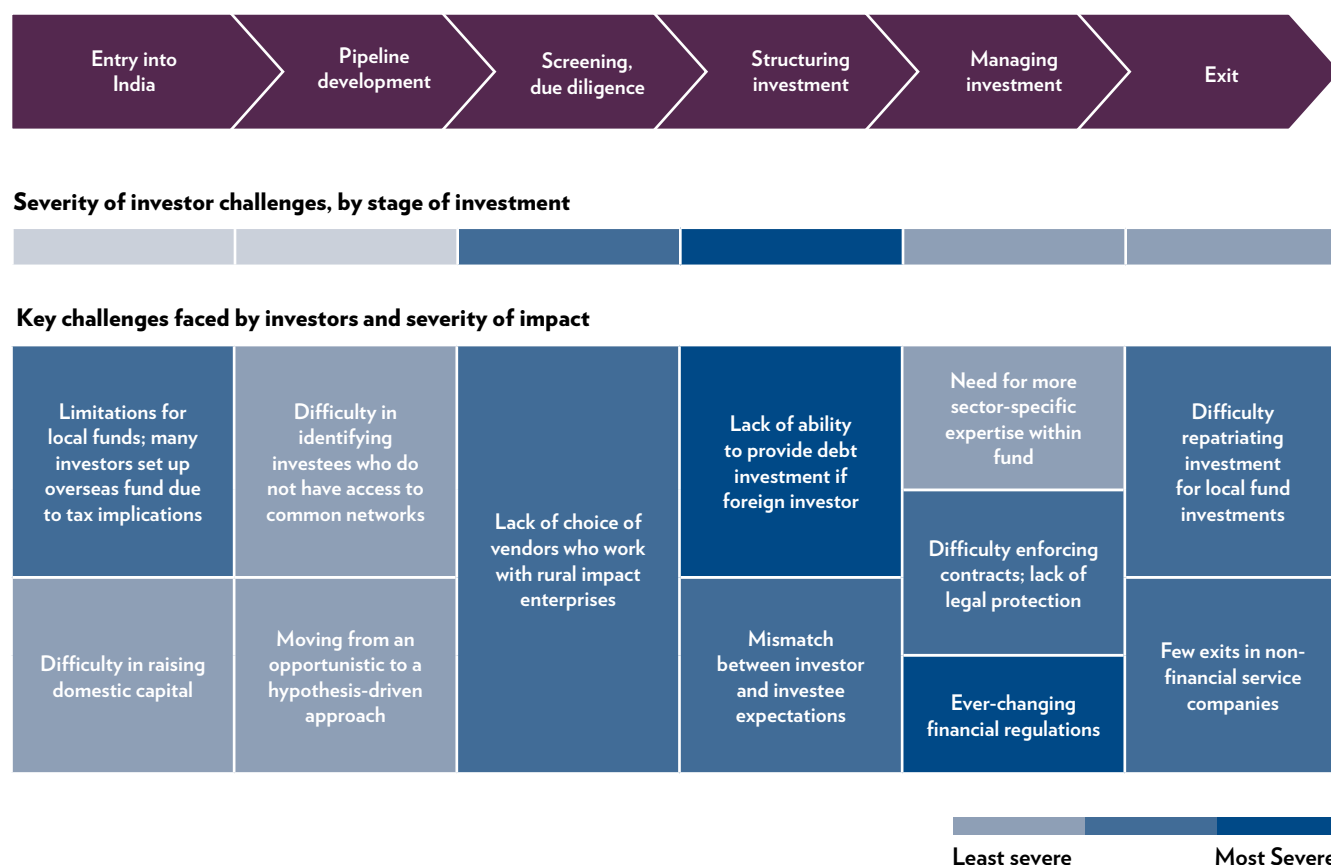 Entry into
India
Pipeline
development
Screening,
due diligence
Structuring
investment
Managing
investment
Exit
Severity of investor challenges, by stage of investment
Key challenges faced by investors and severity of impact
Limitations for
local funds; many
investors set up
overseas fund due
to tax implications
Difficulty in raising
domestic capital
Difficulty in
identifying
investees who do
not have access to
common networks
Moving from an
opportunistic to a
hypothesis-driven
approach
Lack of choice of
vendors who work
with rural impact
enterprises
Lack of ability
to provide debt
investment if
foreign investor
Mismatch
between investor
and investee
expectations
Need for more
sector-specific
expertise within
fund
Difficulty enforcing
contracts; lack of
legal protection
Ever-changing
financial regulations
Difficulty
repatriating
investment
for local fund
investments
Few exits in non-
financial service
companies
Least severe
Most Severe